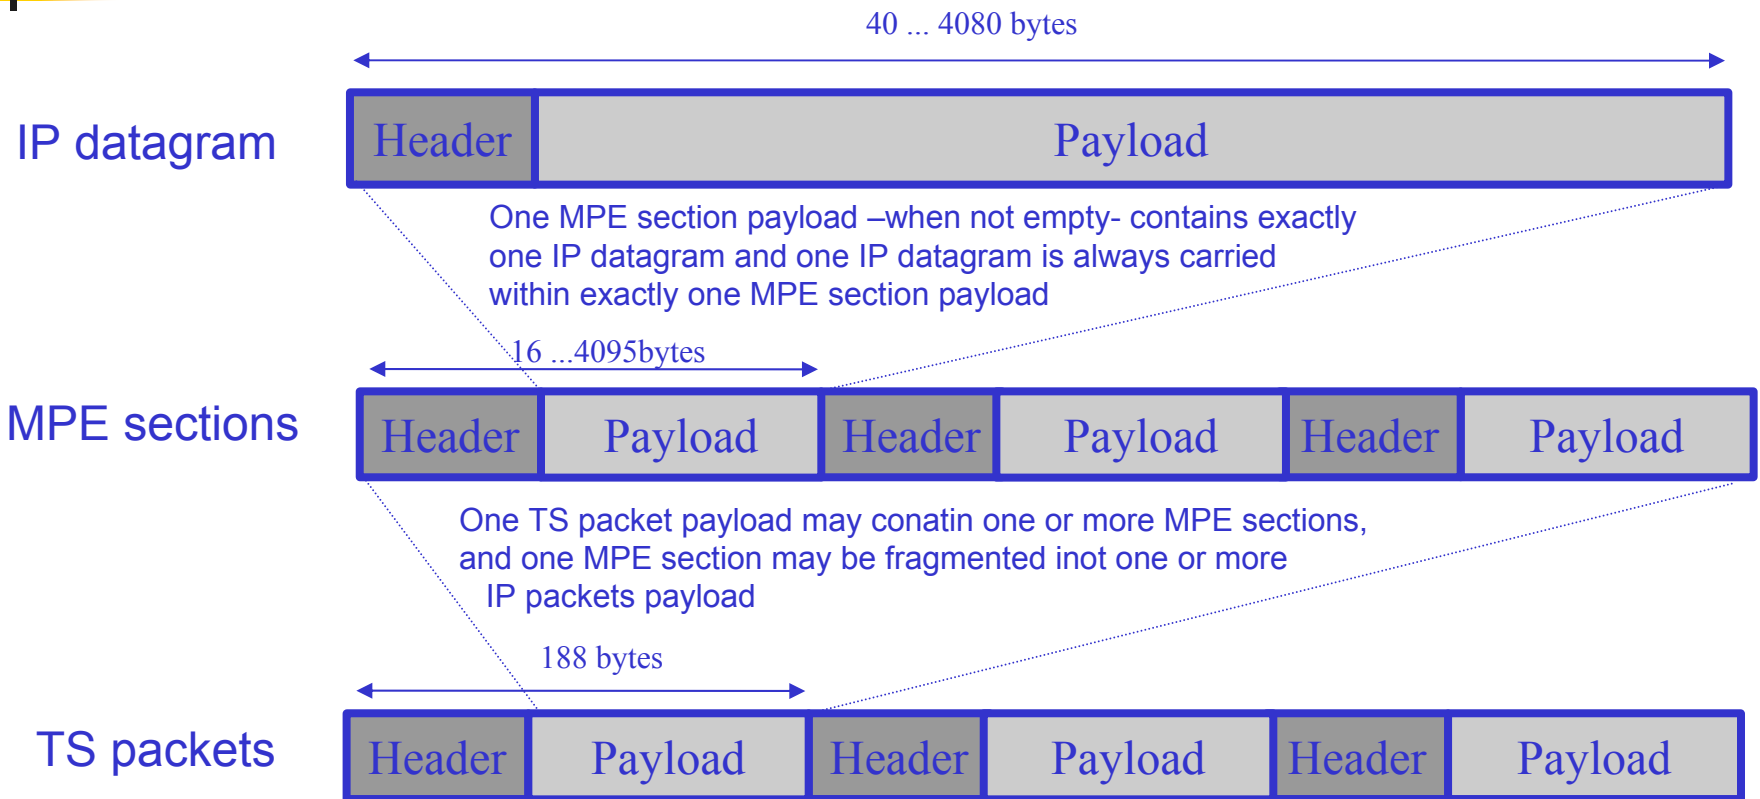 40 ... 4080 bytes
IP datagram
Header
Payload
One MPE section payload –when not empty- contains exactly
one IP datagram and one IP datagram is always carried
within exactly one MPE section payload
16 ...4095bytes
MPE sections
Header
Payload
Header
Payload
Header
Payload
One TS packet payload may conatin one or more MPE sections,
and one MPE section may be fragmented inot one or more
IP packets payload
188 bytes
TS packets
Header
Payload
Header
Payload
Header
Payload